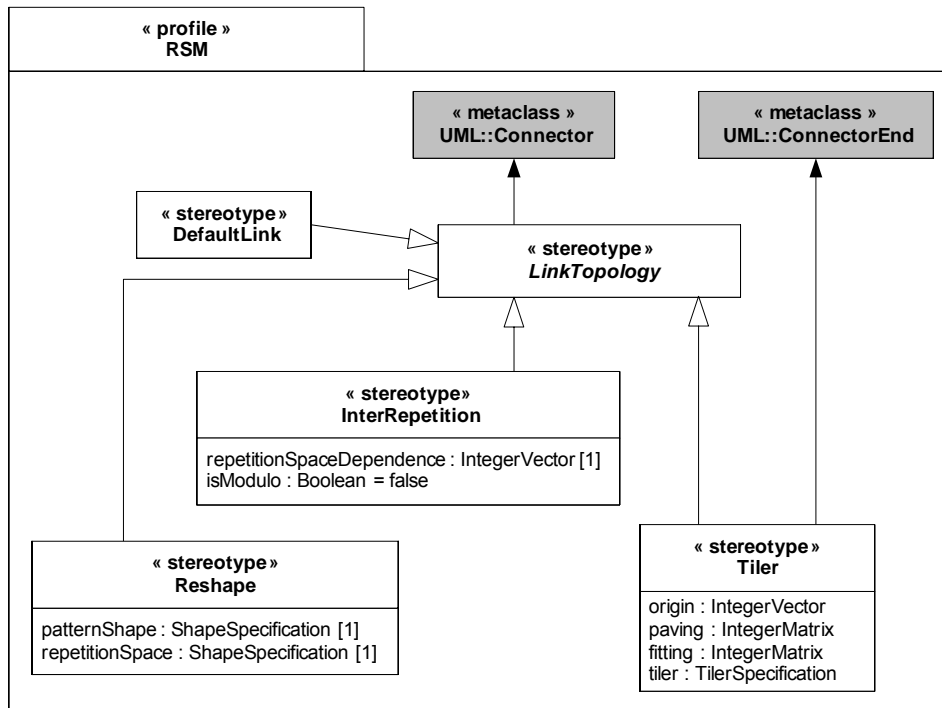 « profile »
RSM
« metaclass »
UML::Connector
« metaclass »
UML::ConnectorEnd
« stereotype»
DefaultLink
« stereotype»
LinkTopology
« stereotype»
InterRepetition
repetitionSpaceDependence : IntegerVector [1]
isModulo : Boolean = false
« stereotype»
Reshape
patternShape : ShapeSpecification [1]
repetitionSpace : ShapeSpecification [1]
« stereotype»
Tiler
origin : IntegerVector
paving : IntegerMatrix
fitting : IntegerMatrix
tiler : TilerSpecification